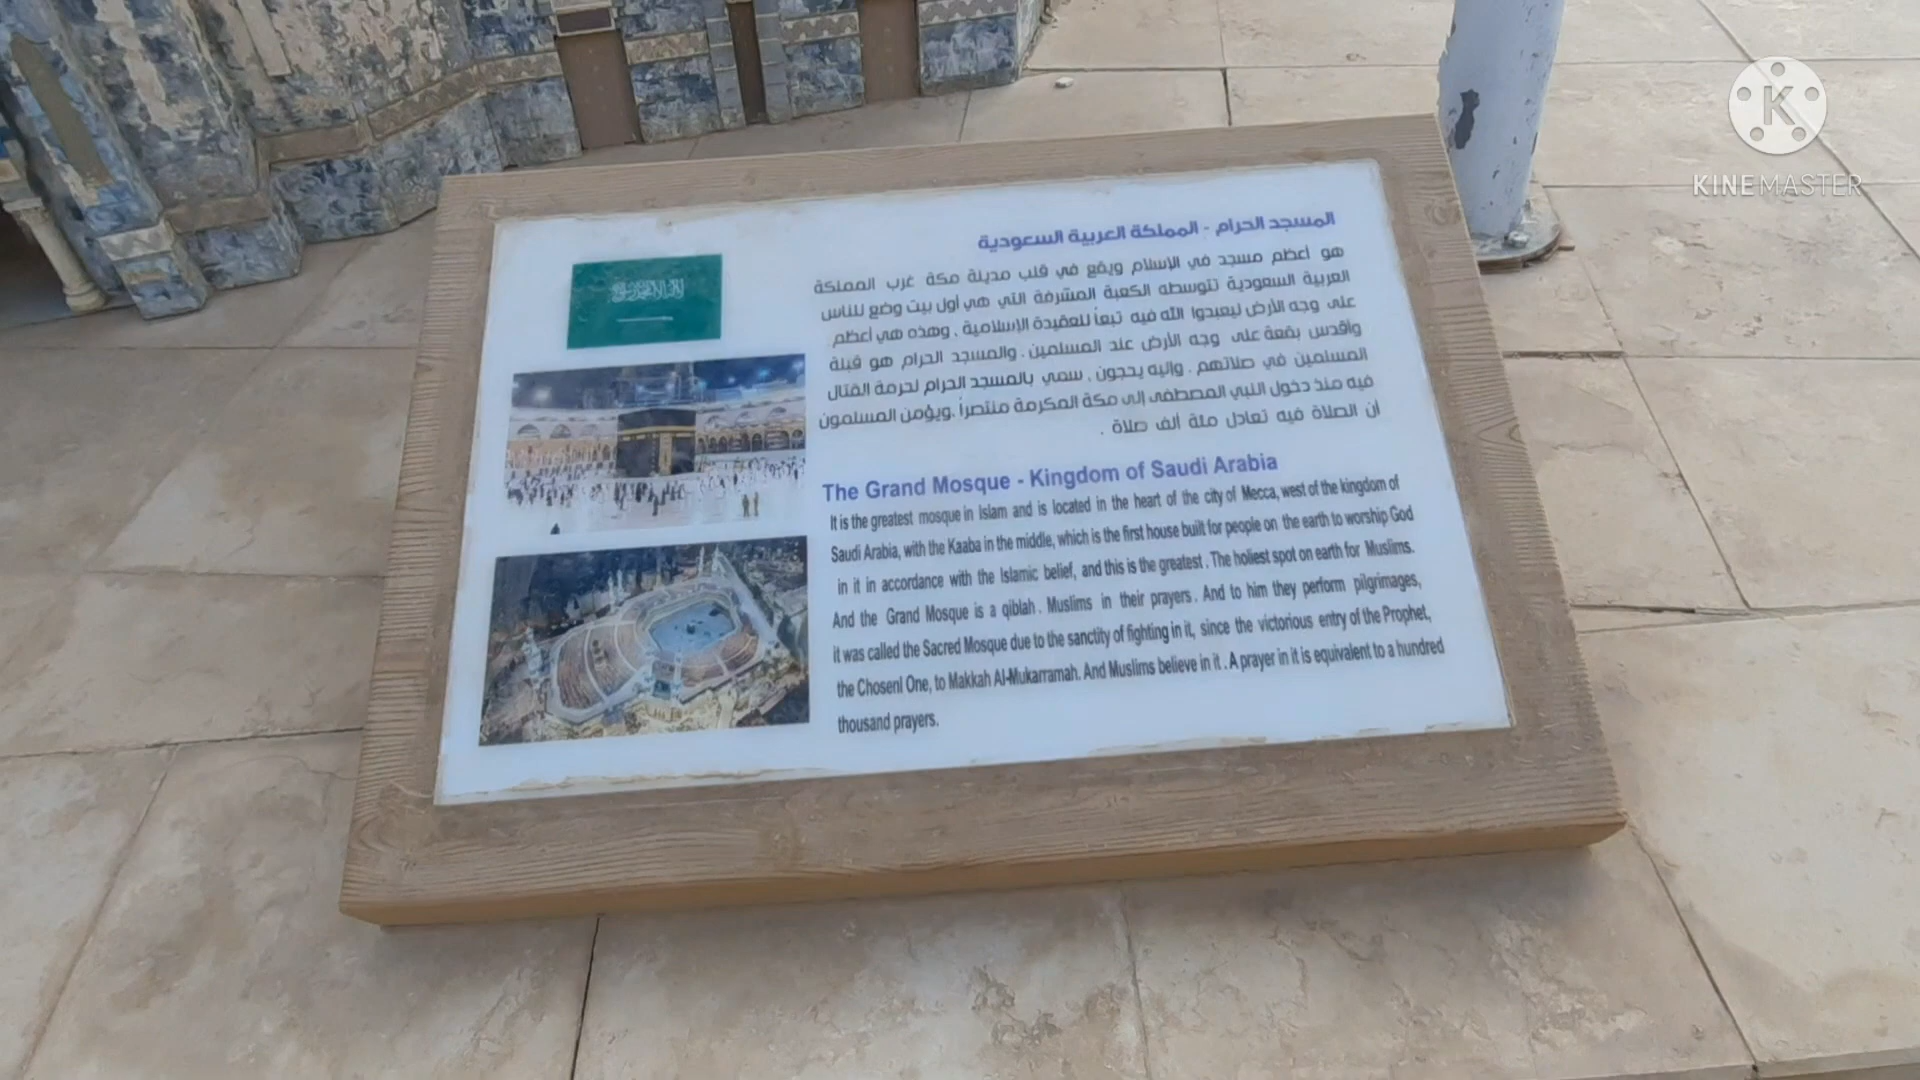 المسجد الحرام - المملكة العربية السعودية
هو أعظم مسجد في الإسلام ويقع في قلب مدينة مكة غرب المملكة
العربية السعودية تتوسطه الكعبة المشرفة التي هي أول بيت وضع للناس
على وجه الأرض ليعبدوا الله فيه تبعاً للعقيدة الإسلامية . وهذه هي أعظم
وأقدس بقعة على وجه الأرض عند المسلمين . والمسجد الحرام هو قبلة
المسلمين في صلاتهم . وإليه يحجون . سمي بالمسجد الحرام لحرمة القتال
فيه منذ دخول النبي المصطفى إلى مكة المكرمة منتصراً .ويؤمن المسلمون
أن الصلاة فيه تعادل مئة ألف صلاة .
The Grand Mosque - Kingdom of Saudi Arabia
It is the greatest mosque in Islam and is located in the heart of the city of Mecca, west of the kingdom of
Saudi Arabia, with the Kaaba in the middle, which is the first house built for people on the earth to worship God
in it in accordance with the Islamic belief, and this is the greatest . The holiest spot on earth for Muslims.
And the Grand Mosque is a qiblah . Muslims in their prayers . And to him they perform pilgrimages,
it was called the Sacred Mosque due to the sanctity of fighting in it, since the victorious entry of the Prophet,
the Chosenl One, to Makkah Al-Mukarramah. And Muslims believe in it . A prayer in it is equivalent to a hundred
thousand prayers.
K
KINEMASTER